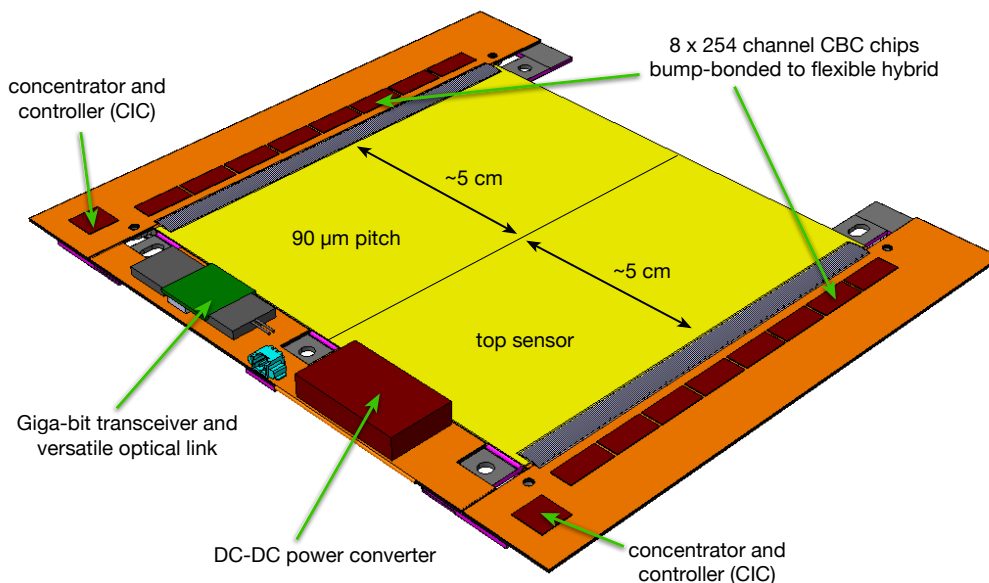 8 x 254 channel CBC chips
bump-bonded to flexible hybrid
concentrator and
controller (CIC)
~5 cm
90 μm pitch
~5 cm
top sensor
Giga-bit transceiver and
versatile optical link
DC-DC power converter
concentrator and
controller (CIC)